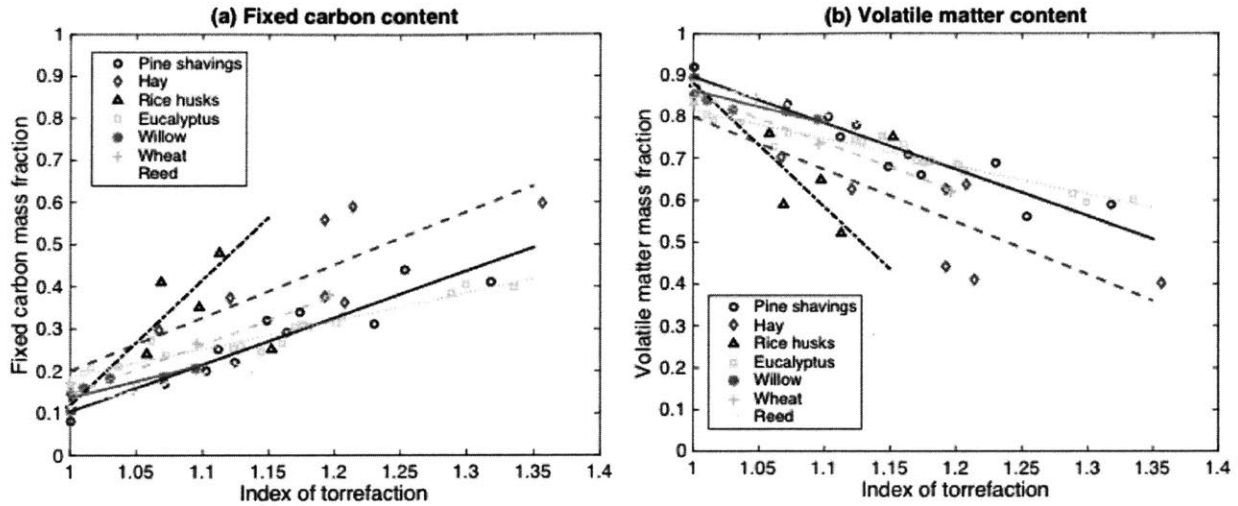 (a) Fixed carbon content
Fixed carbon mass fraction
1
0.9
0.8
0.7
0.6
0.5
0.4
0.3
0.2
0.1
0
Pine shavings
Hay
Rice husks
Eucalyptus
Willow
Wheat
Reed
1 1.05 1.1 1.15 1.2 1.25 1.3 1.35 1.4
Index of torrefaction
(b) Volatile matter content
Volatile matter mass fraction
1
0.9
0.8
0.7
0.6
0.5
0.4
0.3
0.2
0.1
0
Pine shavings
Hay
Rice husks
Eucalyptus
Willow
Wheat
Reed
1 1.05 1.1 1.15 1.2 1.25 1.3 1.35 1.4
Index of torrefaction